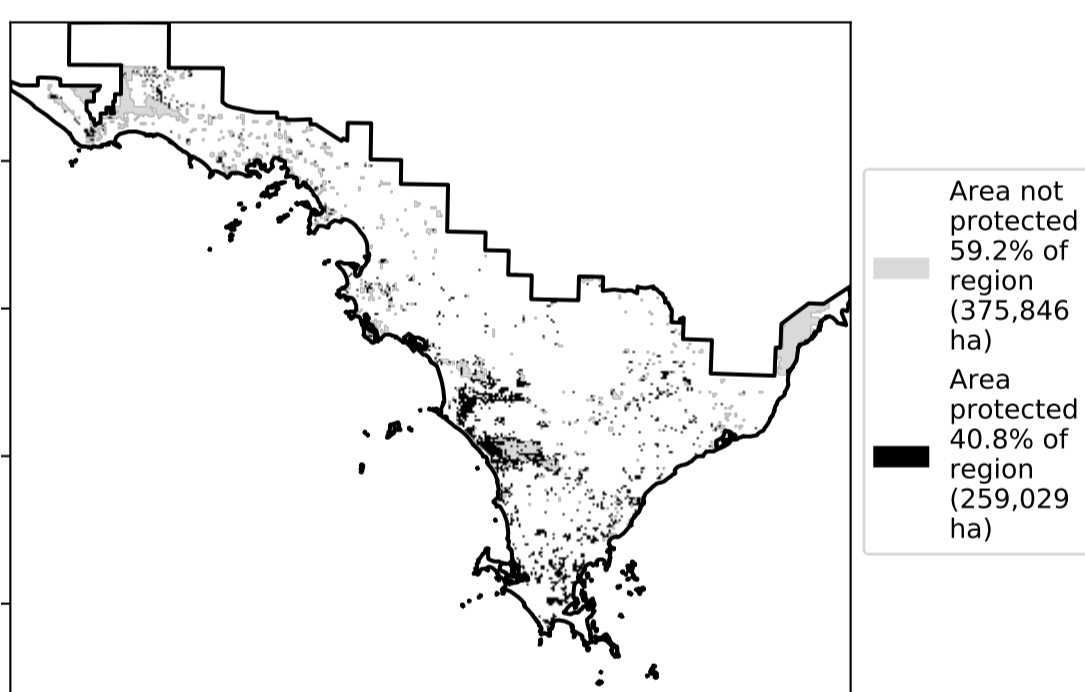 Area not
protected
59.2% of
region
(375,846
ha)
Area
protected
40.8% of
region
(259,029
ha)